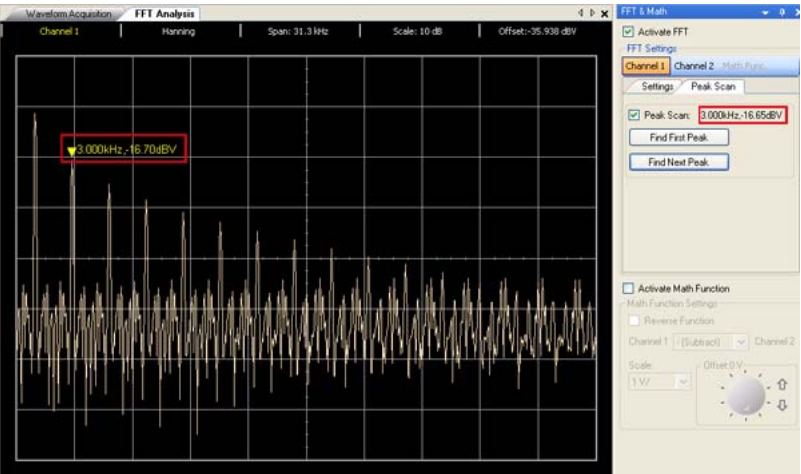 Waveform Acquisition FFT Analysis
Channel 1 Hanning Span: 31.3 kHz Scale: 10 dB Offset:-35.938 dBV
3.000kHz,-16.70dBV
FFT & Math
Activate FFT
FFT Settings
Channel 1 Channel 2 Math Func.
Settings Peak Scan
Peak Scan: 3.000kHz,-16.65dBV
Find First Peak
Find Next Peak
Activate Math Function
Math Function Settings
Reverse Function
Channel 1 -(Subtract) Channel 2
Scale: Offset:0 V
1 V/